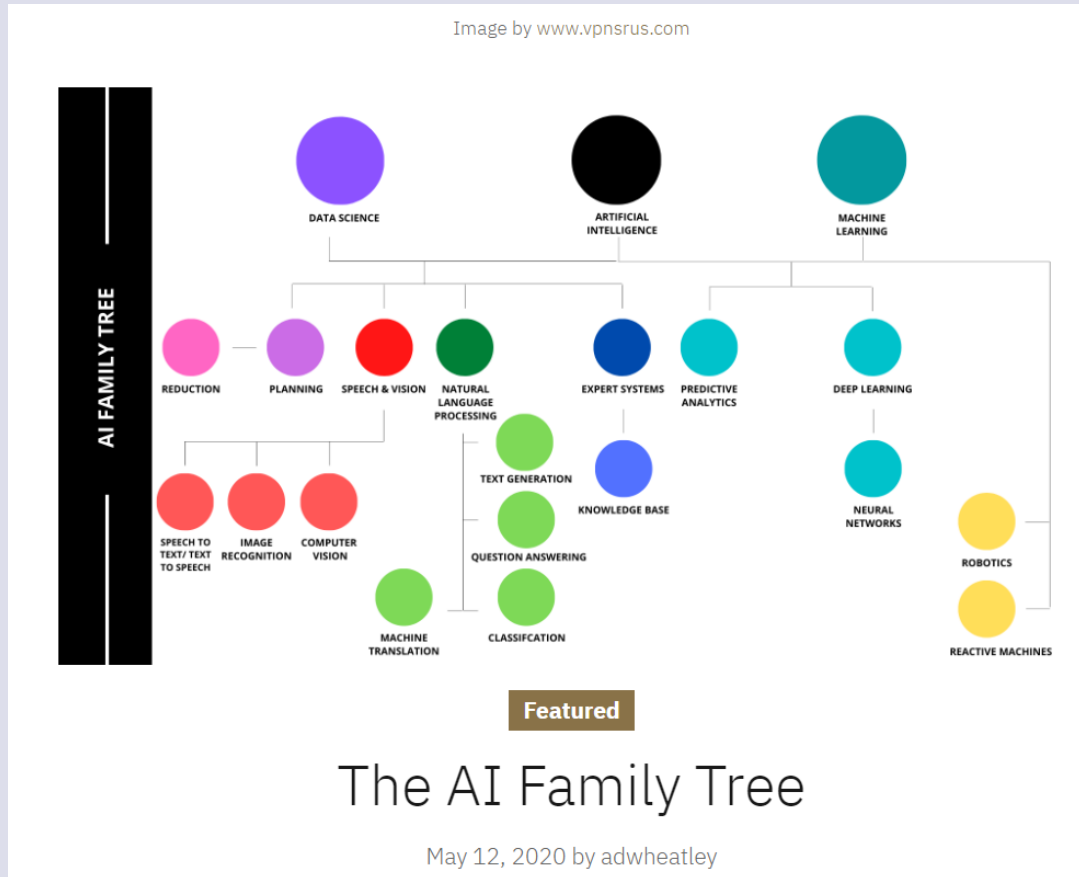 Image by www.vpnsrus.com
AI FAMILY TREE
DATA SCIENCE
ARTIFICIAL
INTELLIGENCE
MACHINE
LEARNING
REDUCTION
PLANNING
SPEECH & VISION
NATURAL
LANGUAGE
PROCESSING
EXPERT SYSTEMS
PREDICTIVE
ANALYTICS
DEEP LEARNING
TEXT GENERATION
KNOWLEDGE BASE
NEURAL
NETWORKS
SPEECH TO
TEXT/ TEXT
TO SPEECH
IMAGE
RECOGNITION
COMPUTER
VISION
QUESTION ANSWERING
ROBOTICS
MACHINE
TRANSLATION
CLASSIFCATION
REACTIVE MACHINES
Featured
The AI Family Tree
May 12, 2020 by adwheatley